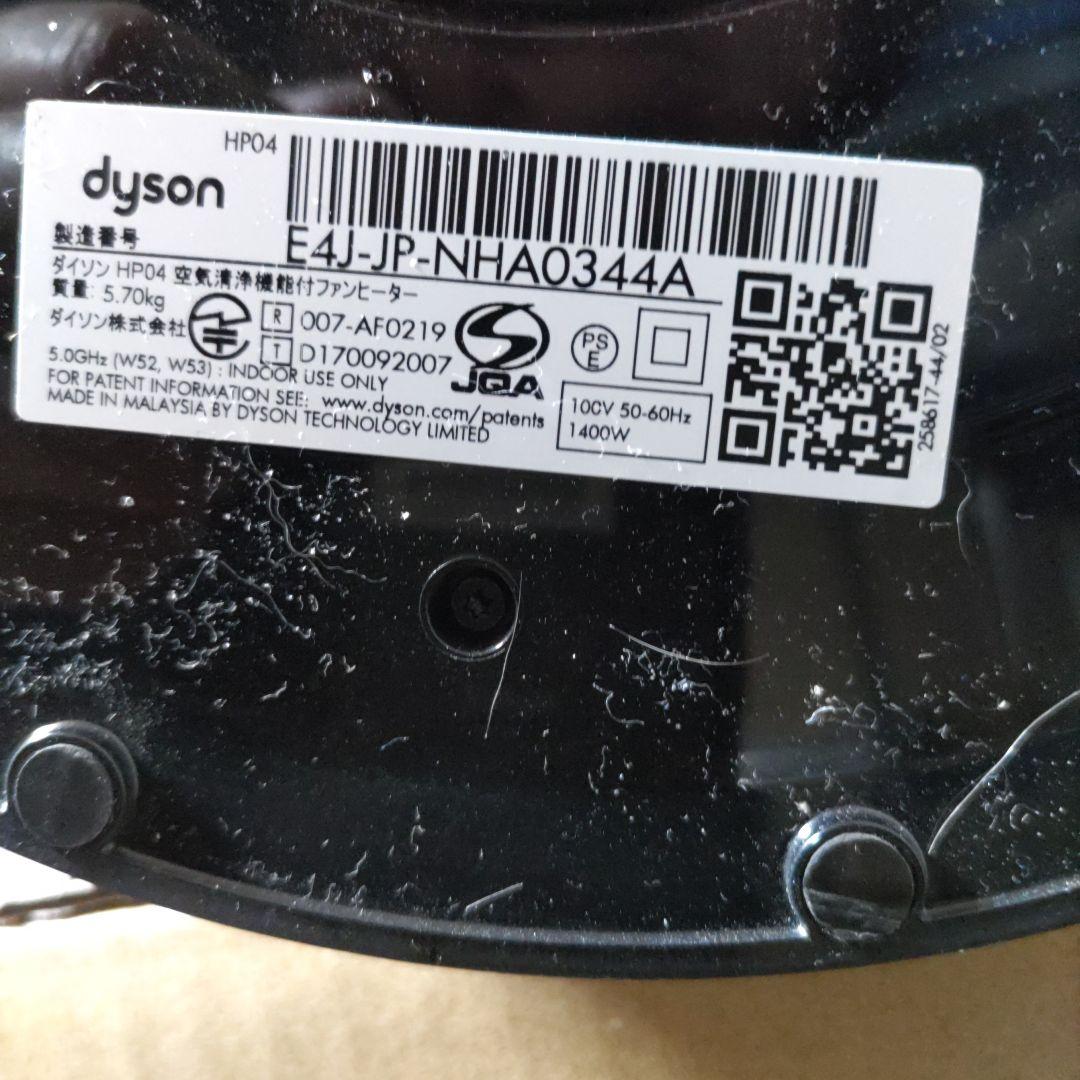 HP04
dyson
製造番号
E4J-JP-NHA0344A
ダイソン HP04 空気清浄機能付ファンヒーター
質量: 5.70kg
ダイソン株式会社
R 007-AF0219
T D170092007
JQA
PS
E
5.0GHz (W52, W53) : INDOOR USE ONLY
FOR PATENT INFORMATION SEE: www.dyson.com/patents
MADE IN MALAYSIA BY DYSON TECHNOLOGY LIMITED
100V 50-60Hz
1400W
258617-44/02